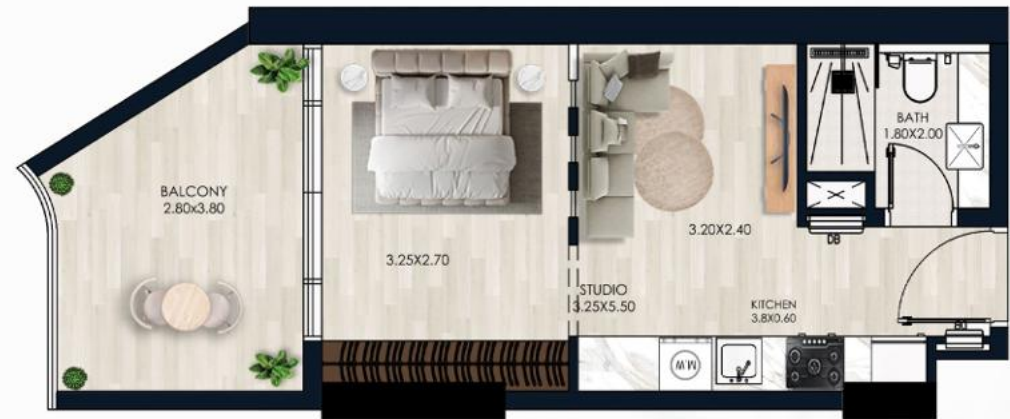 BALCONY
2.80x3.80
3.25X2.70
STUDIO
3.25X5.50
3.20X2.40
KITCHEN
3.8X0.60
BATH
1.80X2.00
DB
M.W